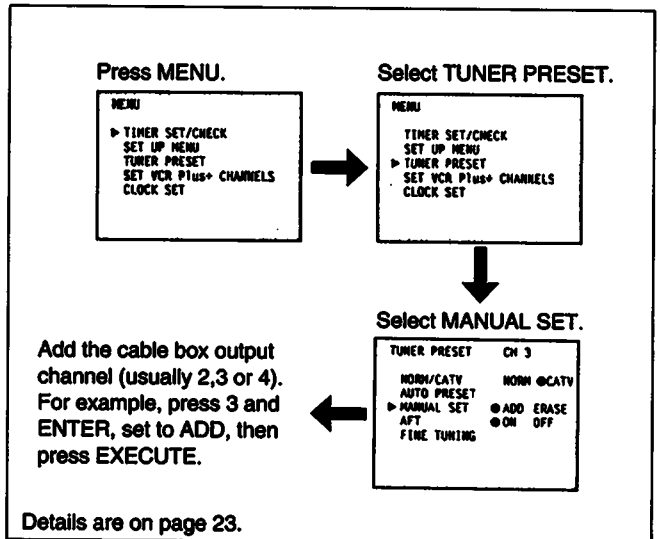 Press MENU.
MENU
TIMER SET/CHECK
SET UP MENU
TUNER PRESET
SET VCR Plus+ CHANNELS
CLOCK SET
Select TUNER PRESET.
MENU
TIMER SET/CHECK
SET UP MENU
TUNER PRESET
SET VCR Plus+ CHANNELS
CLOCK SET
Select MANUAL SET.
TUNER PRESET CH 3
NORM/CATV NORM CATV
AUTO PRESET
MANUAL SET ADD ERASE
AFT ON OFF
FINE TUNING
Add the cable box output
channel (usually 2,3 or 4).
For example, press 3 and
ENTER, set to ADD, then
press EXECUTE.
Details are on page 23.